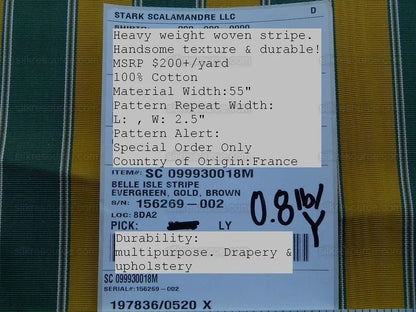 STARK SCALAMANDRE LLC D
Heavy weight woven stripe.
Handsome texture & durable!
MSRP $200+/yard
100% Cotton
Material Width:55"
Pattern Repeat Width:
L: , W: 2.5"
Pattern Alert:
Special Order Only
Country of Origin:France
ITEM#: SC 099930018M
BELLE ISLE STRIPE
EVERGREEN, GOLD, BROWN
S/N: 156269-002
LOC: 8DA2
PICK: LY
0.8 lb/Y
Durability:
multipurpose. Drapery &
upholstery
SC 099930018M
SERIAL#:156269-002
197836/0520 X